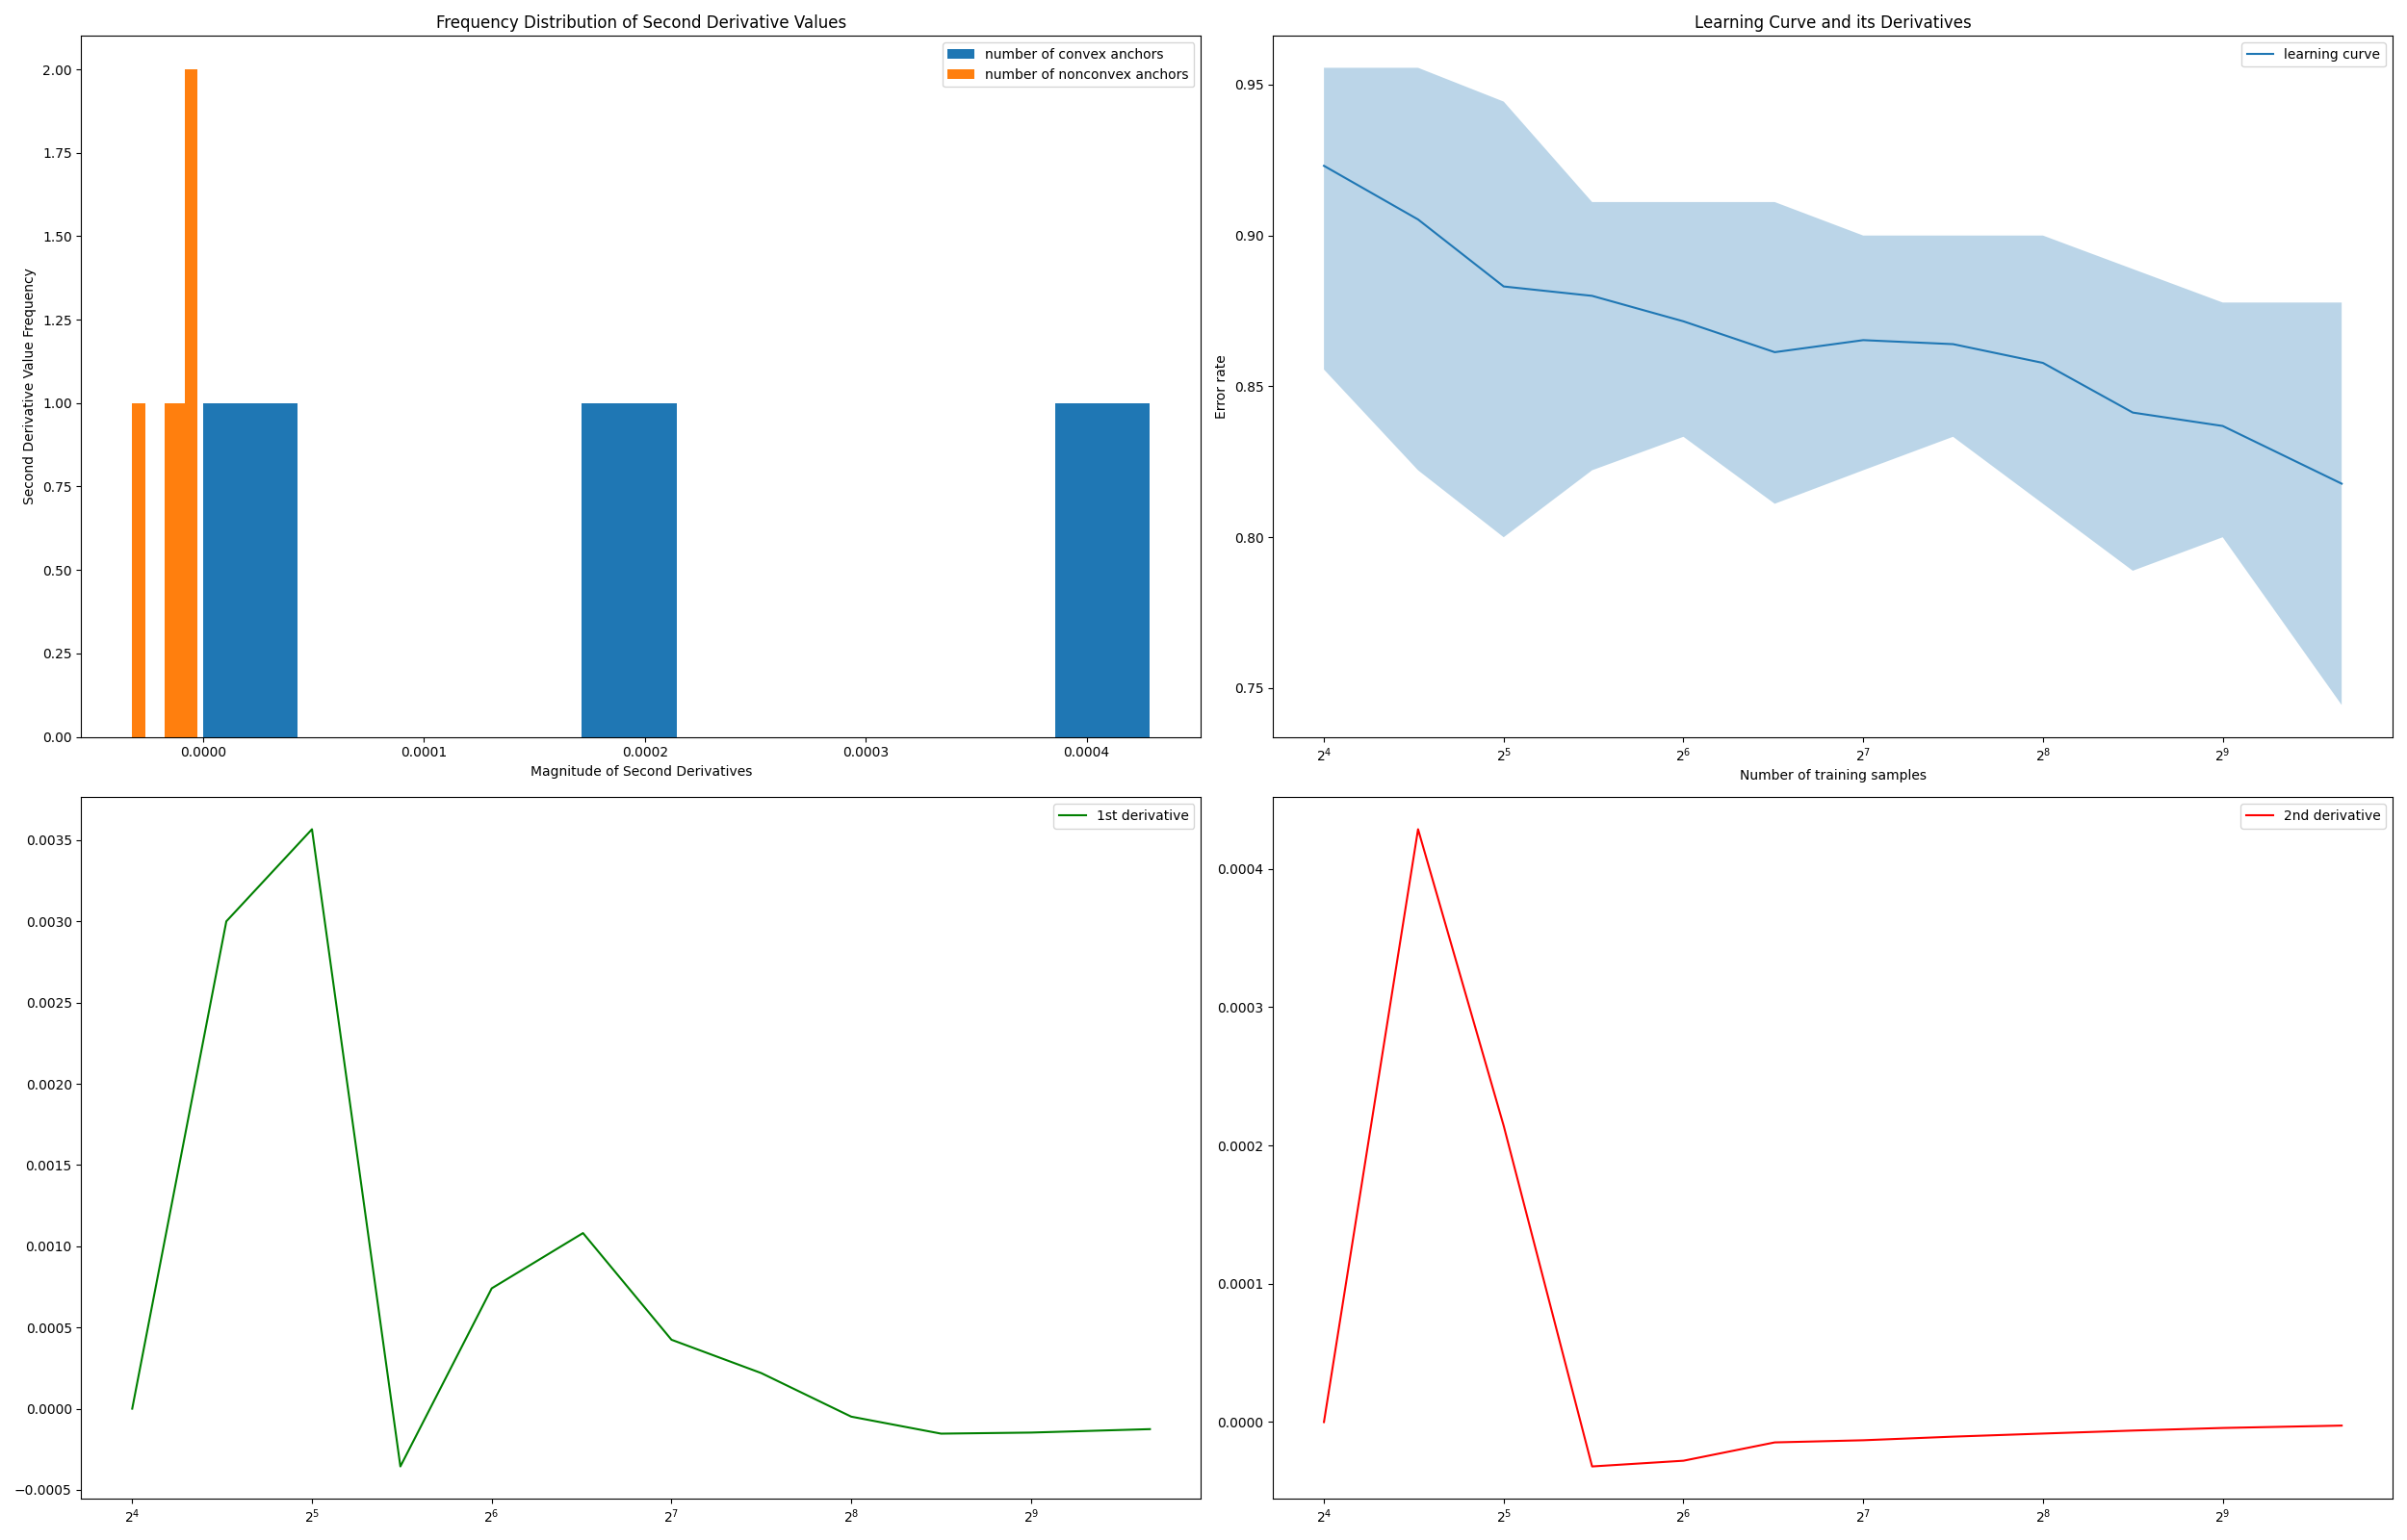 Frequency Distribution of Second Derivative Values
number of convex anchors
number of nonconvex anchors
2.00
1.75
1.50
1.25
1.00
0.75
0.50
0.25
0.00
Second Derivative Value Frequency
0.0000 0.0001 0.0002 0.0003 0.0004
Magnitude of Second Derivatives
Learning Curve and its Derivatives
learning curve
0.95
0.90
0.85
0.80
0.75
Error rate
2⁴ 2⁵ 2⁶ 2⁷ 2⁸ 2⁹
Number of training samples
1st derivative
0.0035
0.0030
0.0025
0.0020
0.0015
0.0010
0.0005
0.0000
−0.0005
2⁴ 2⁵ 2⁶ 2⁷ 2⁸ 2⁹
2nd derivative
0.0004
0.0003
0.0002
0.0001
0.0000
2⁴ 2⁵ 2⁶ 2⁷ 2⁸ 2⁹